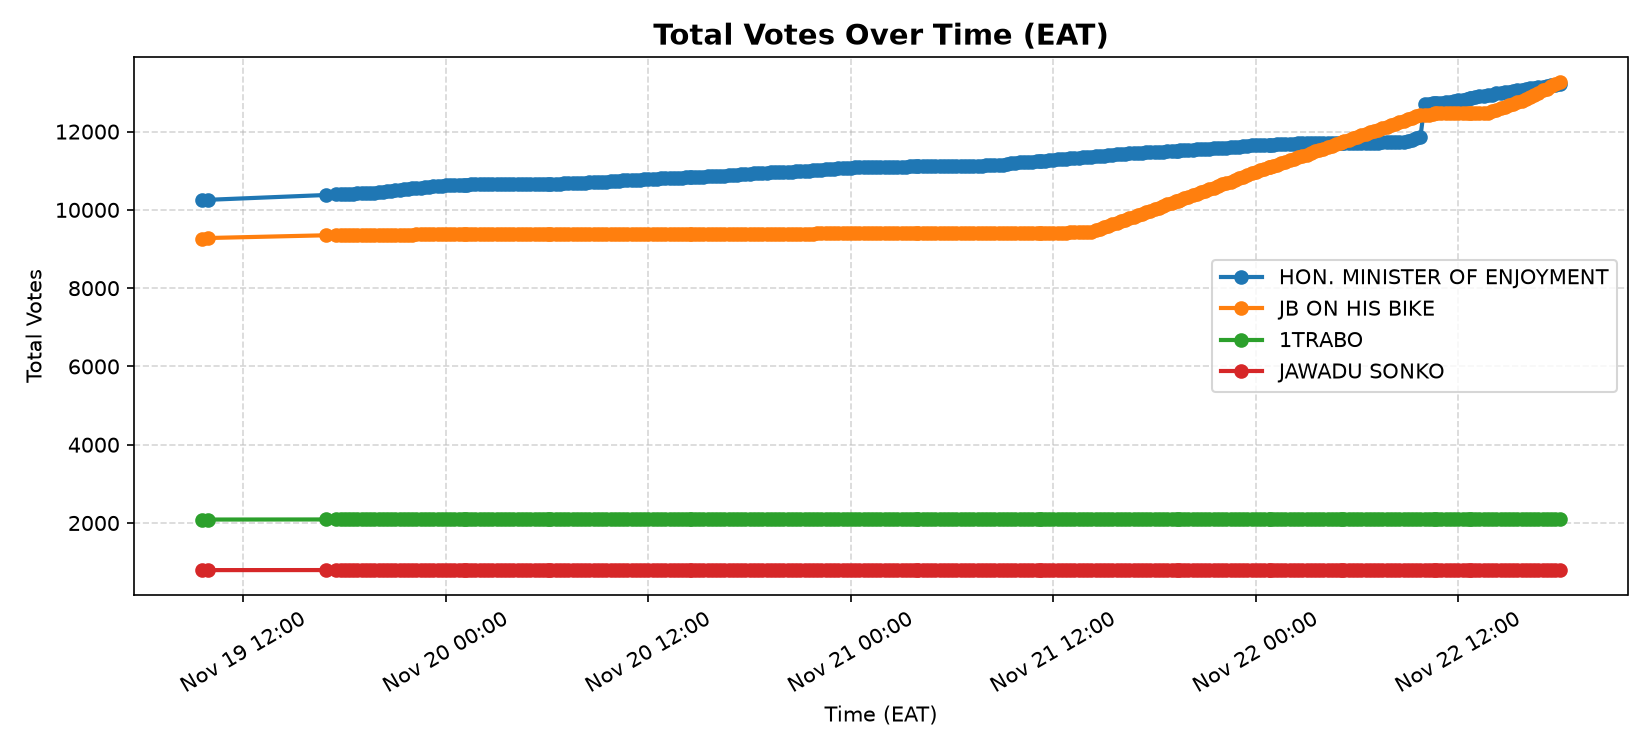 Total Votes Over Time (EAT)
Total Votes
12000
10000
8000
6000
4000
2000
HON. MINISTER OF ENJOYMENT
JB ON HIS BIKE
1TRABO
JAWADU SONKO
Nov 19 12:00
Nov 20 00:00
Nov 20 12:00
Nov 21 00:00
Nov 21 12:00
Nov 22 00:00
Nov 22 12:00
Time (EAT)